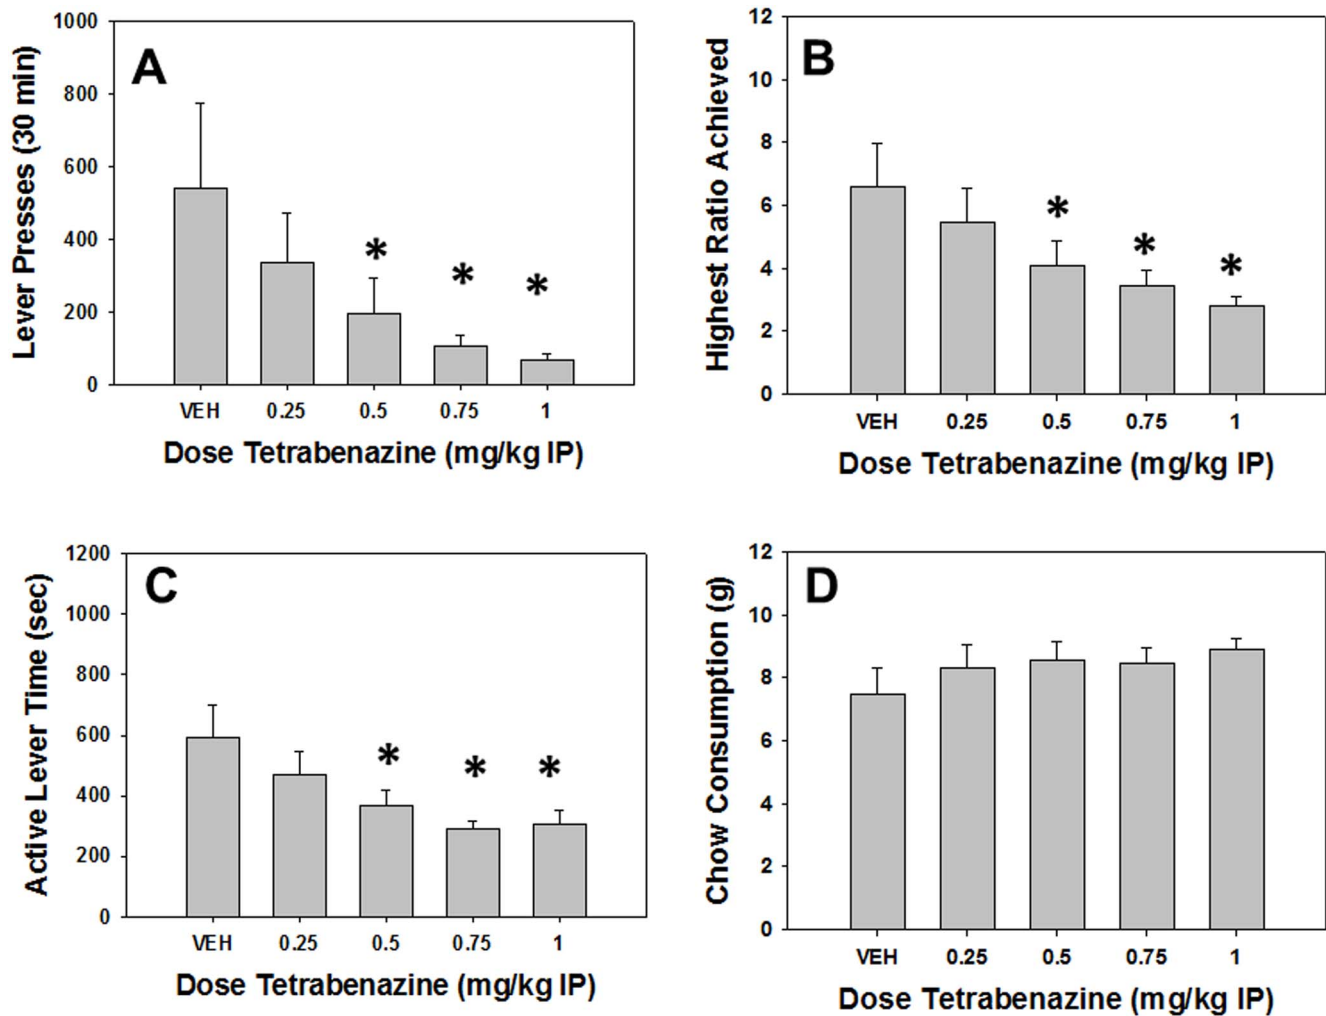 A
Lever Presses (30 min)
1000
800
600
400
200
0
*
*
*
VEH 0.25 0.5 0.75 1
Dose Tetrabenazine (mg/kg IP)
B
Highest Ratio Achieved
12
10
8
6
4
2
0
*
*
*
VEH 0.25 0.5 0.75 1
Dose Tetrabenazine (mg/kg IP)
C
Active Lever Time (sec)
1200
1000
800
600
400
200
0
*
*
*
VEH 0.25 0.5 0.75 1
Dose Tetrabenazine (mg/kg IP)
D
Chow Consumption (g)
12
10
8
6
4
2
0
VEH 0.25 0.5 0.75 1
Dose Tetrabenazine (mg/kg IP)